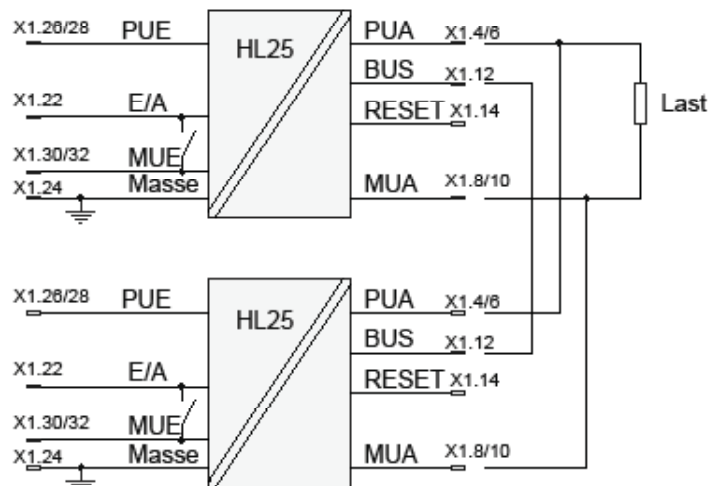 X1.26/28 PUE HL25 PUA X1.4/6
BUS X1.12
X1.22 E/A RESET X1.14 Last
X1.30/32 MUE
X1.24 Masse MUA X1.8/10
X1.26/28 PUE HL25 PUA X1.4/6
BUS X1.12
X1.22 E/A RESET X1.14
X1.30/32 MUE
X1.24 Masse MUA X1.8/10